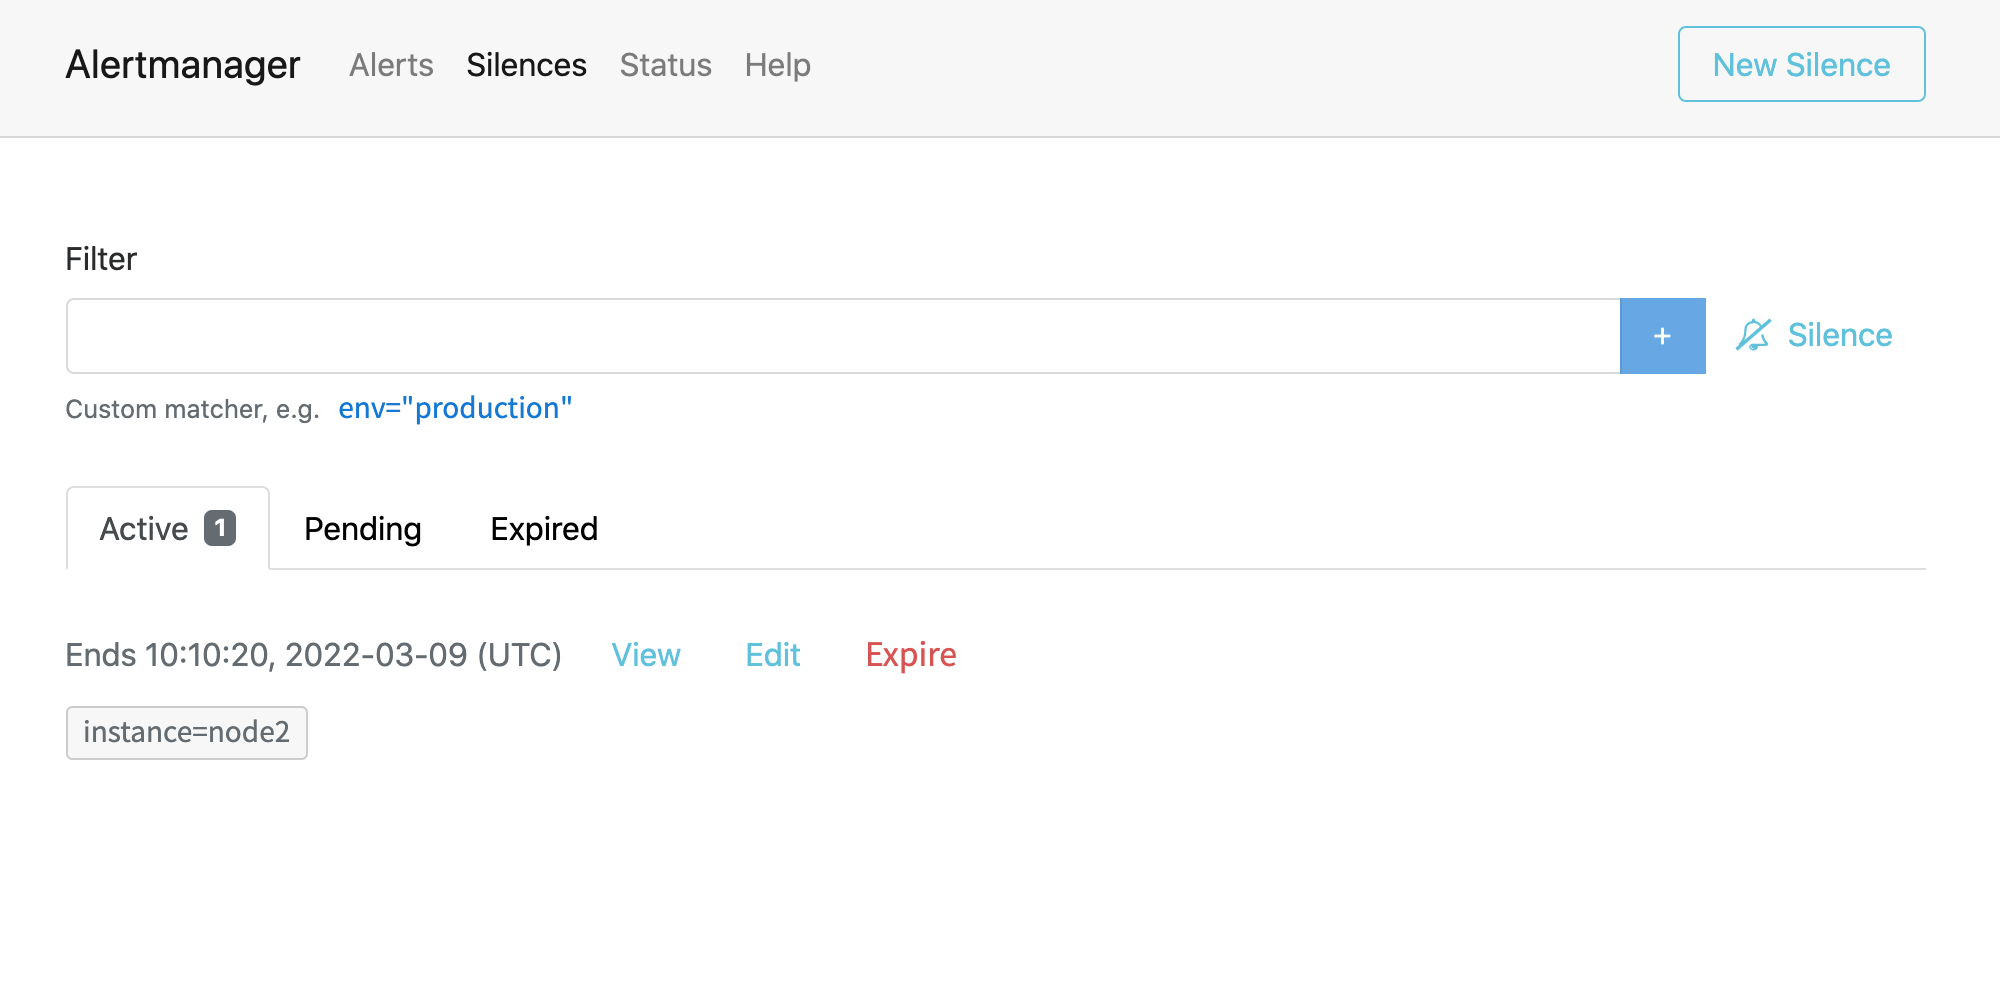 Alertmanager Alerts Silences Status Help New Silence
Filter
+ Silence
Custom matcher, e.g. env="production"
Active 1 Pending Expired
Ends 10:10:20, 2022-03-09 (UTC) View Edit Expire
instance=node2